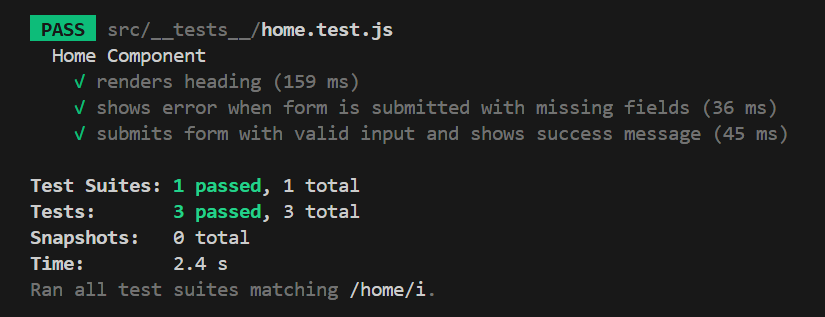 PASS src/__tests__/home.test.js
Home Component
√ renders heading (159 ms)
√ shows error when form is submitted with missing fields (36 ms)
√ submits form with valid input and shows success message (45 ms)
Test Suites: 1 passed, 1 total
Tests: 3 passed, 3 total
Snapshots: 0 total
Time: 2.4 s
Ran all test suites matching /home/i.